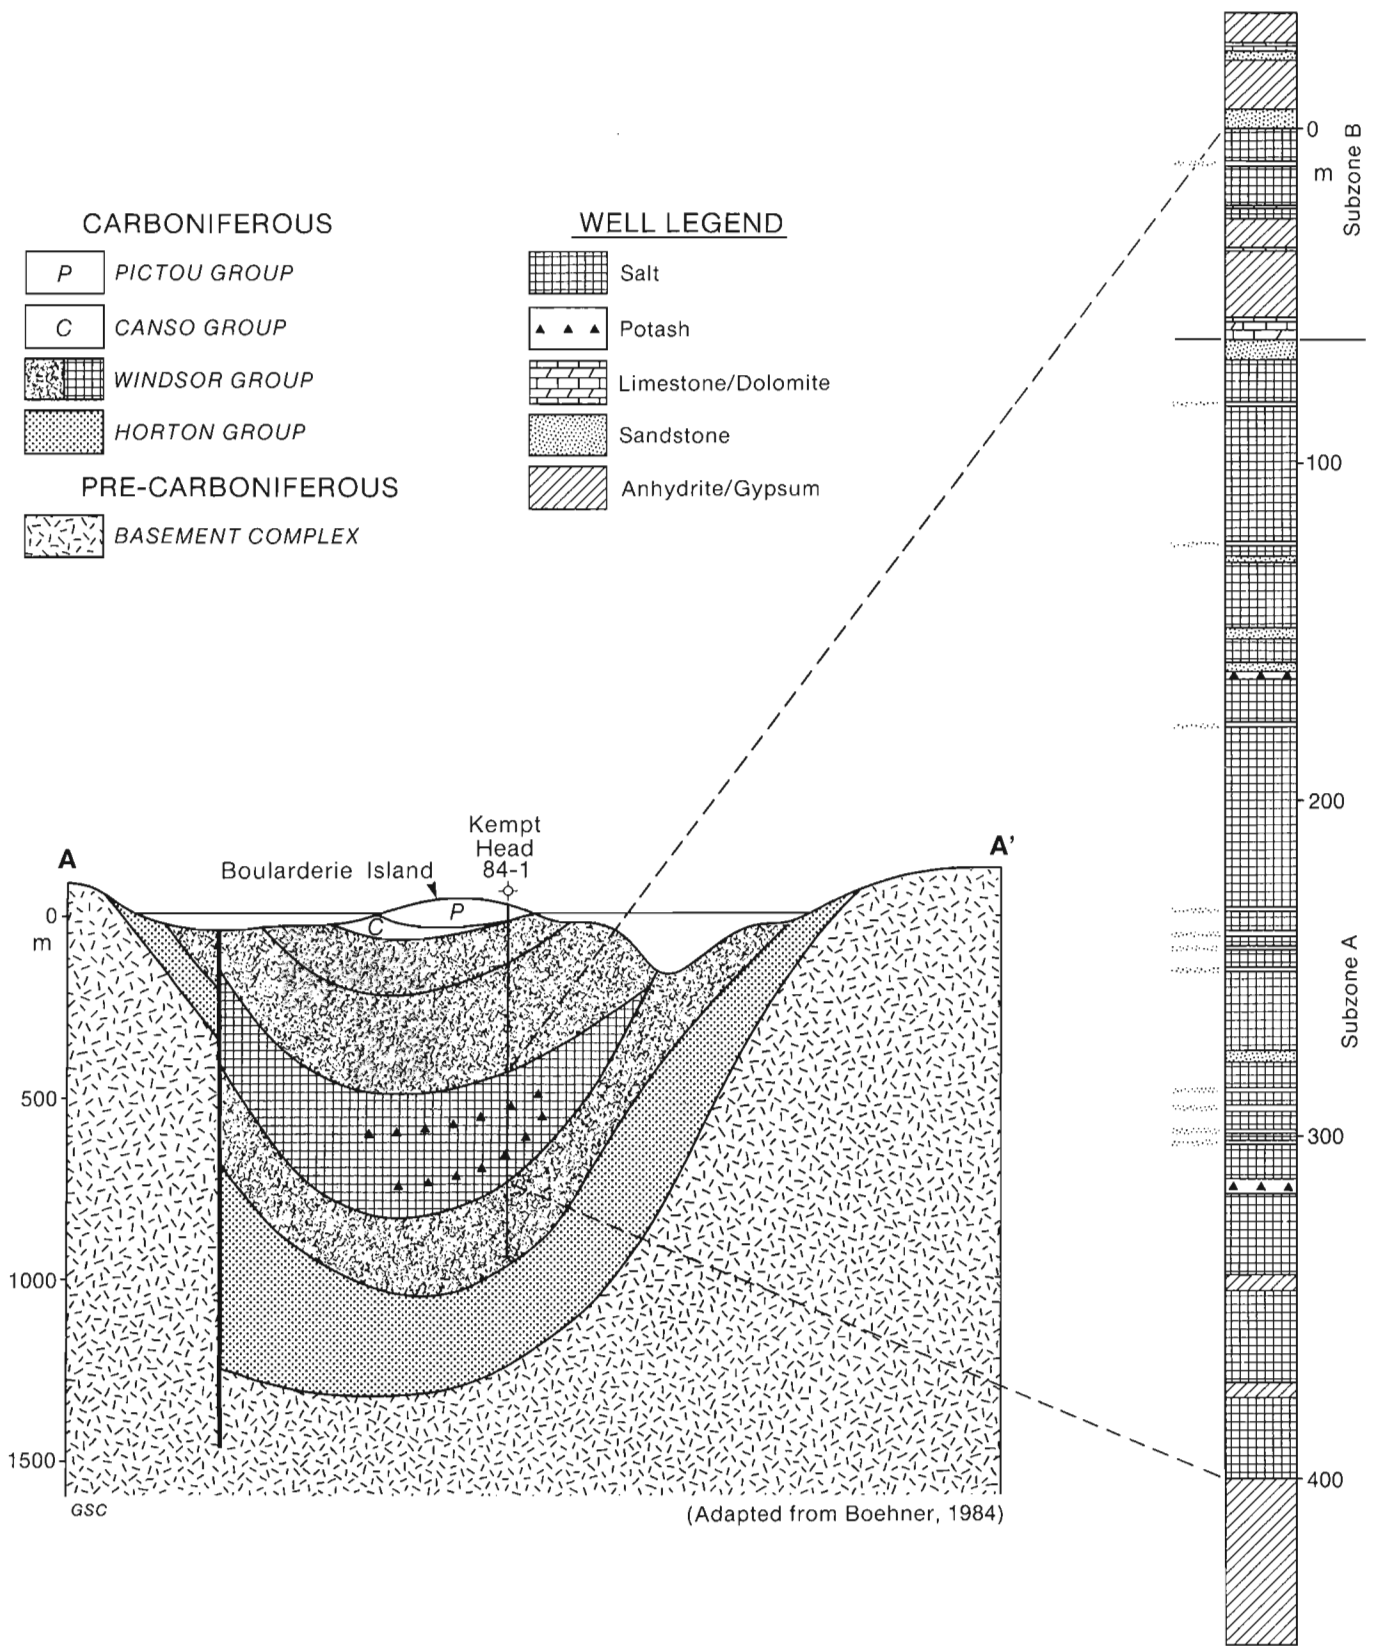 CARBONIFEROUS
P
PICTOU GROUP
C
CANSO GROUP
WINDSOR GROUP
HORTON GROUP
PRE-CARBONIFEROUS
BASEMENT COMPLEX
WELL LEGEND
Salt
Potash
Limestone/Dolomite
Sandstone
Anhydrite/Gypsum
0
m
100
200
300
400
Subzone B
Subzone A
A
A'
Boularderie Island
Kempt
Head
84-1
P
C
0
m
500
1000
1500
GSC
(Adapted from Boehner, 1984)